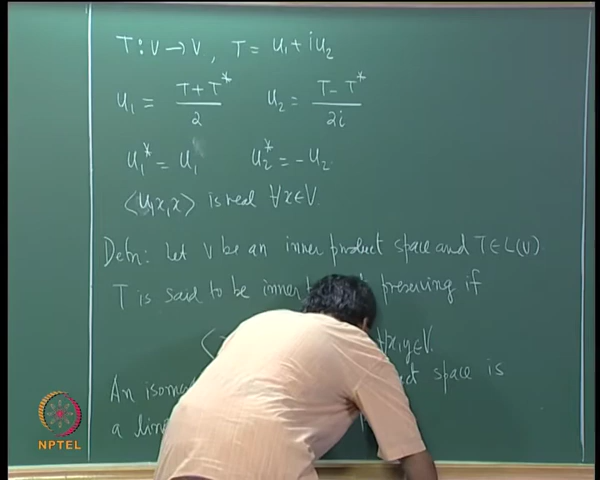 T : V → V, T = U₁ + iU₂
U₁ = (T + T*)/2 U₂ = (T − T*)/2i
U₁* = U₁ U₂* = −U₂.
⟨U₁x, x⟩ is real ∀x∈V.
Defn: Let V be an inner product space and T∈L(V).
T is said to be inner preserving if
∀x,y∈V.
An space is
a
NPTEL